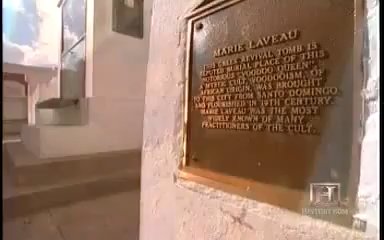 MARIE LAVEAU
THIS GREEK REVIVAL TOMB IS
REPUTED BURIAL PLACE OF THIS
NOTORIOUS "VOODOO QUEEN".
A MYSTIC CULT, VOODOOISM, OF
AFRICAN ORIGIN, WAS BROUGHT
TO THIS CITY FROM SANTO DOMINGO
AND FLOURISHED IN 19TH CENTURY.
MARIE LAVEAU WAS THE MOST
WIDELY KNOWN OF MANY
PRACTITIONERS OF THE CULT.
H
HISTORY.COM